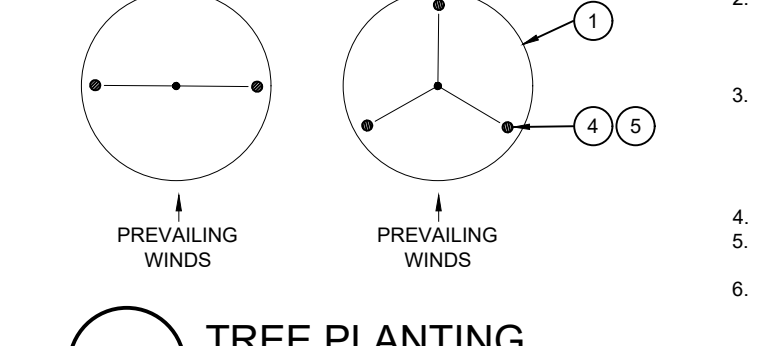 2.
1
3.
4 5
4.
5.
PREVAILING
WINDS
PREVAILING
WINDS
6.
TREE PLANTING